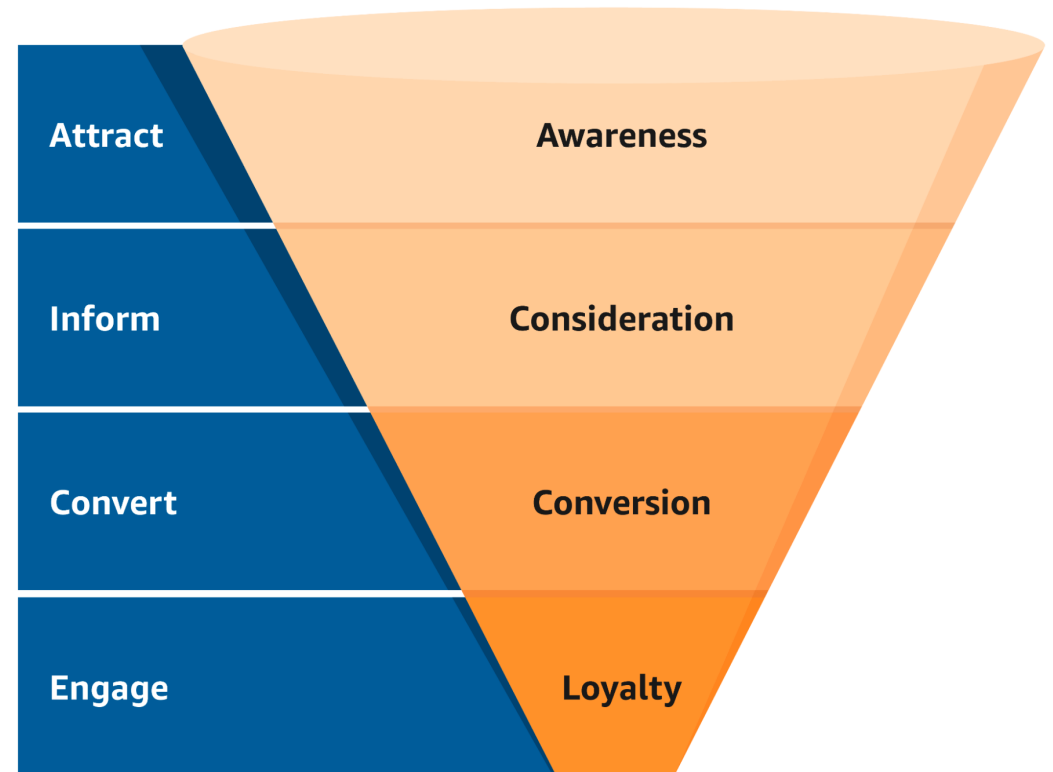 Attract
Awareness
Inform
Consideration
Convert
Conversion
Engage
Loyalty